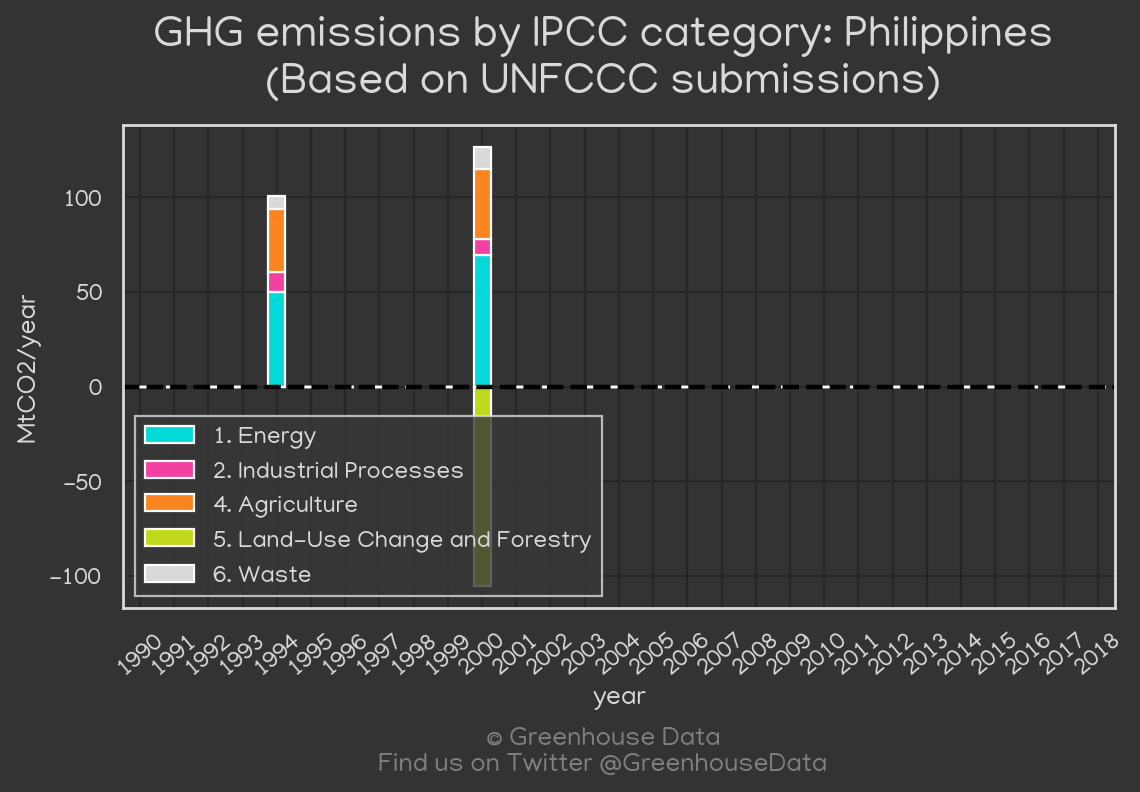 GHG emissions by IPCC category: Philippines
(Based on UNFCCC submissions)
MtCO2/year
100
50
0
-50
-100
1. Energy
2. Industrial Processes
4. Agriculture
5. Land-Use Change and Forestry
6. Waste
1990 1991 1992 1993 1994 1995 1996 1997 1998 1999 2000 2001 2002 2003 2004 2005 2006 2007 2008 2009 2010 2011 2012 2013 2014 2015 2016 2017 2018
year
© Greenhouse Data
Find us on Twitter @GreenhouseData